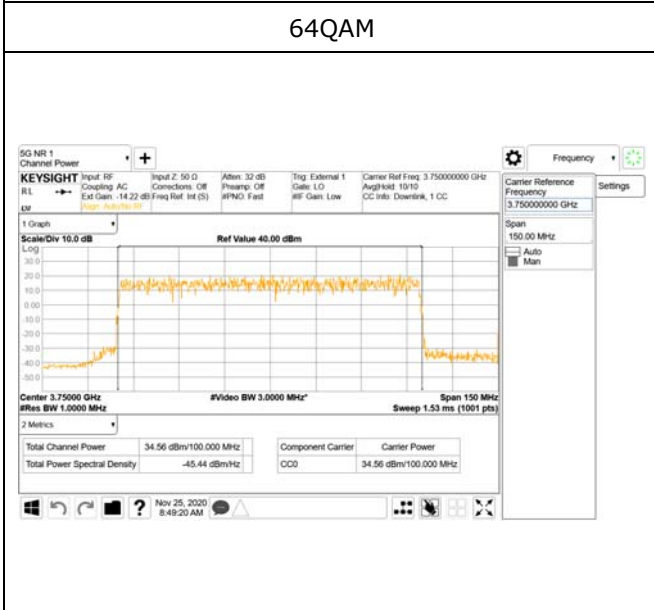 64QAM
5G NR 1
Channel Power
Frequency
KEYSIGHT
Input: RF
Input Z: 50 Ω
Atten: 32 dB
Trig: External 1
Carrier Ref Freq: 3.750000000 GHz
RL
Coupling: AC
Corrections: Off
Preamp: Off
Gate: LO
Avg|Hold: 10/10
Ext Gain: -14.22 dB
Freq Ref: Int (S)
#PNO: Fast
#IF Gain: Low
CC Info: Downlink, 1 CC
Align: Auto/No RF
Carrier Reference
Frequency
3.750000000 GHz
Settings
Span
150.00 MHz
Auto
Man
1 Graph
Scale/Div 10.0 dB
Ref Value 40.00 dBm
Log
30.0
20.0
10.0
0.00
-10.0
-20.0
-30.0
-40.0
-50.0
Center 3.75000 GHz
#Video BW 3.0000 MHz*
Span 150 MHz
#Res BW 1.0000 MHz
Sweep 1.53 ms (1001 pts)
2 Metrics
Total Channel Power
34.56 dBm/100.000 MHz
Component Carrier
Carrier Power
Total Power Spectral Density
-45.44 dBm/Hz
CC0
34.56 dBm/100.000 MHz
?
Nov 25, 2020
8:49:20 AM